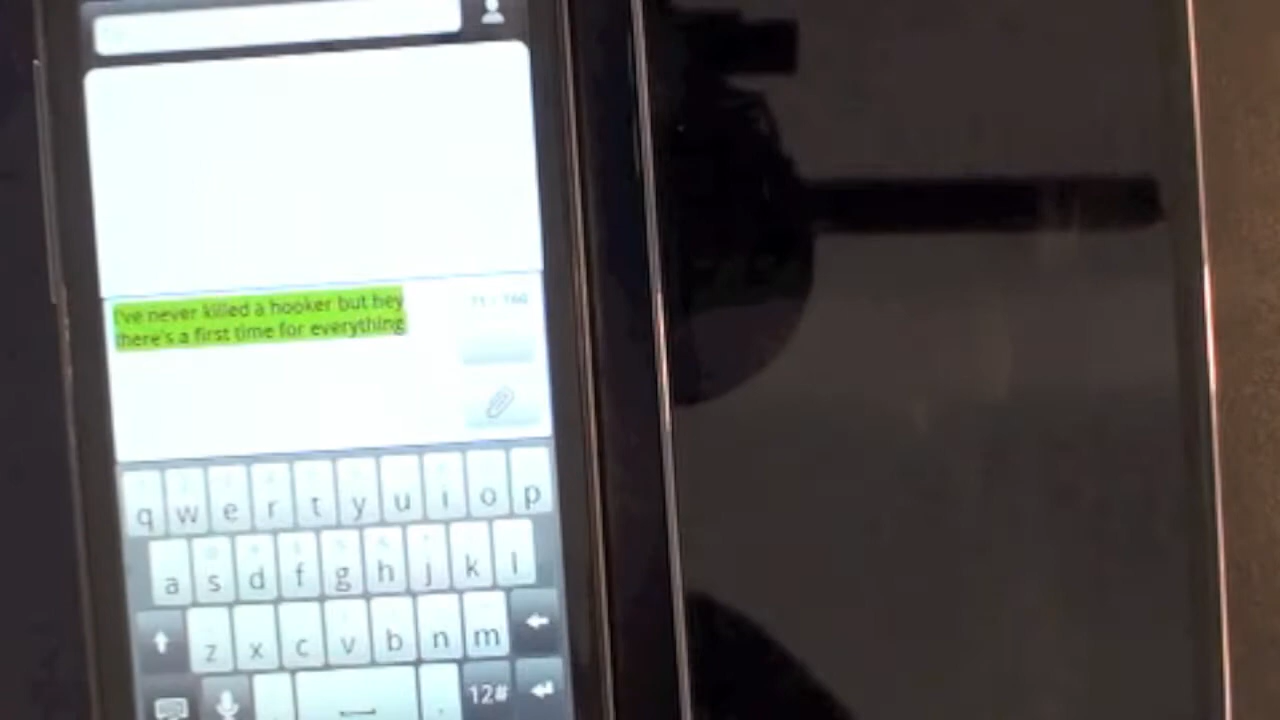 I've never killed a hooker but hey
there's a first time for everything
q w e r t y u i o p
a s d f g h j k l
z x c v b n m
. 12#